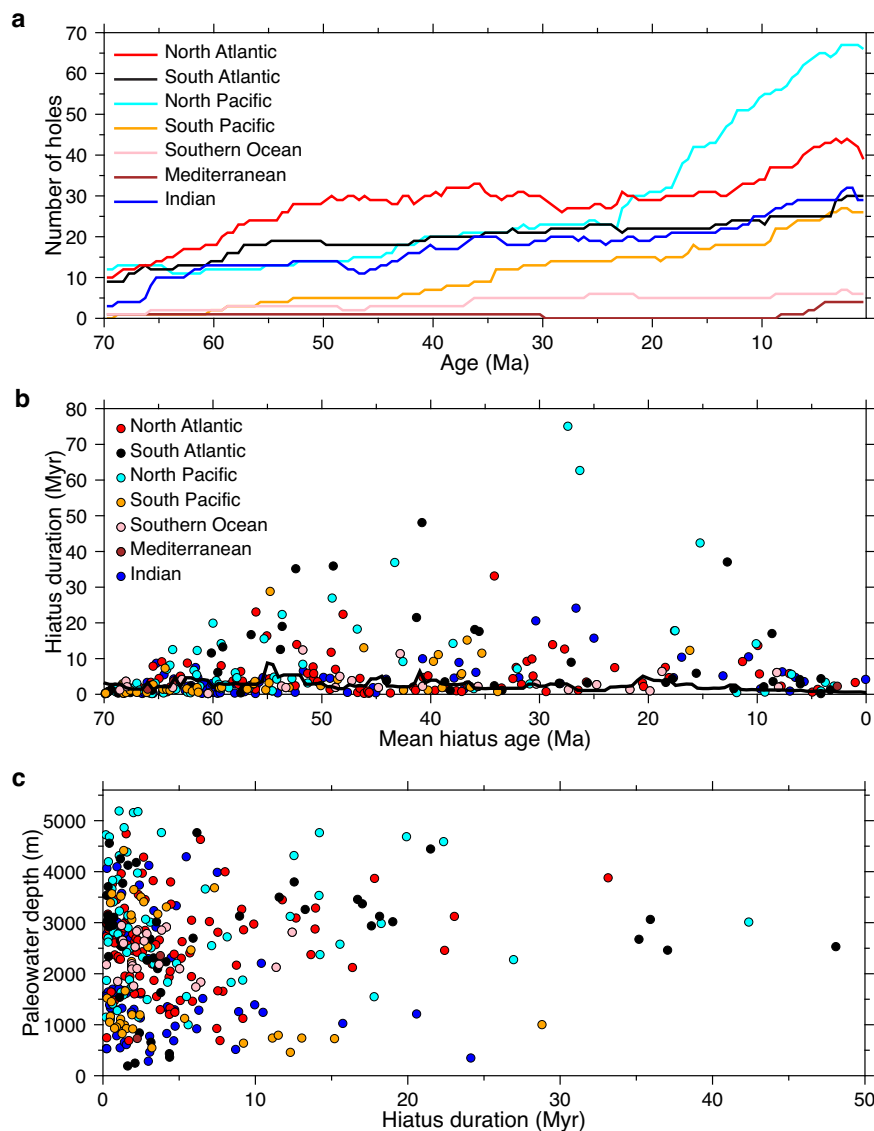 a
70
60
50
40
30
20
10
0
Number of holes
North Atlantic
South Atlantic
North Pacific
South Pacific
Southern Ocean
Mediterranean
Indian
70 60 50 40 30 20 10
Age (Ma)
b
80
70
60
50
40
30
20
10
0
Hiatus duration (Myr)
North Atlantic
South Atlantic
North Pacific
South Pacific
Southern Ocean
Mediterranean
Indian
70 60 50 40 30 20 10 0
Mean hiatus age (Ma)
c
5000
4000
3000
2000
1000
0
Paleowater depth (m)
0 10 20 30 40 50
Hiatus duration (Myr)